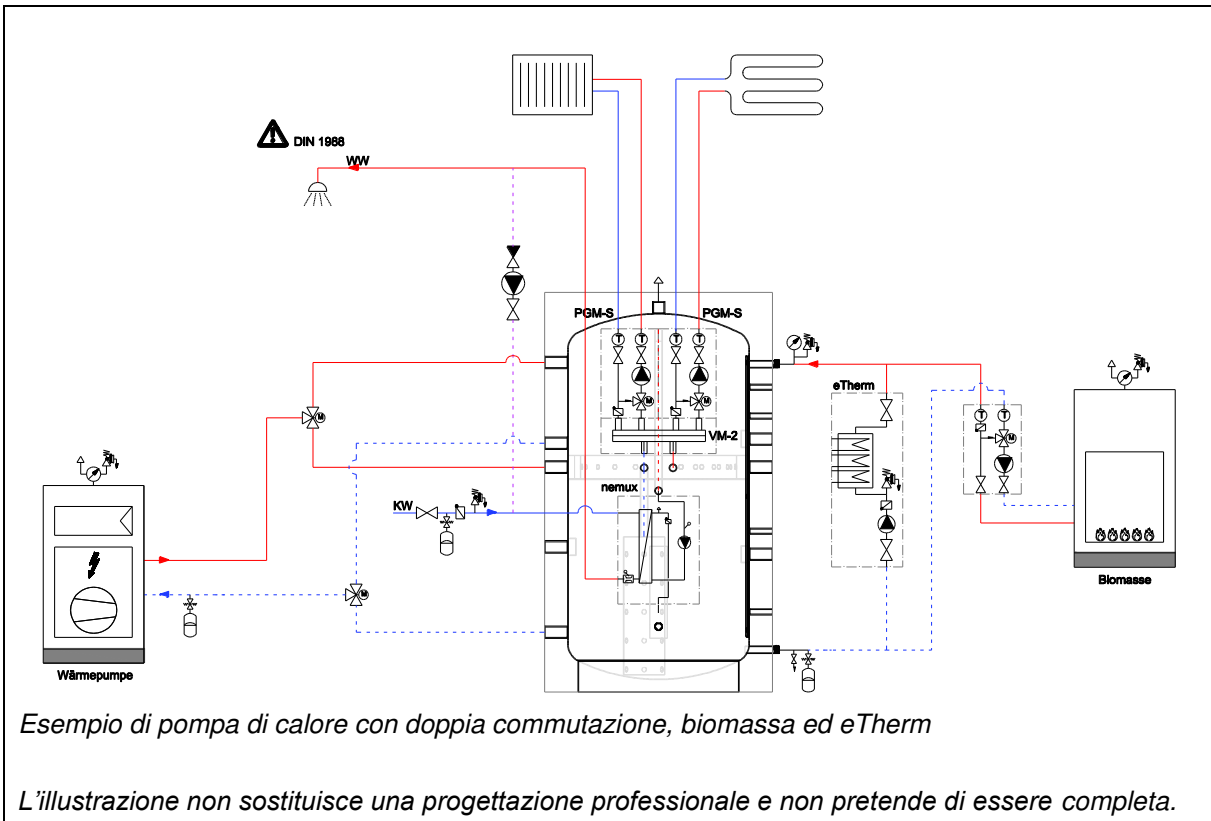 DIN 1988
WW
PGM-S
PGM-S
T
T
T
T
M
M
M
VM-2
eTherm
T
T
M
nemux
KW
M
Wärmepumpe
Biomasse
Esempio di pompa di calore con doppia commutazione, biomassa ed eTherm
L'illustrazione non sostituisce una progettazione professionale e non pretende di essere completa.